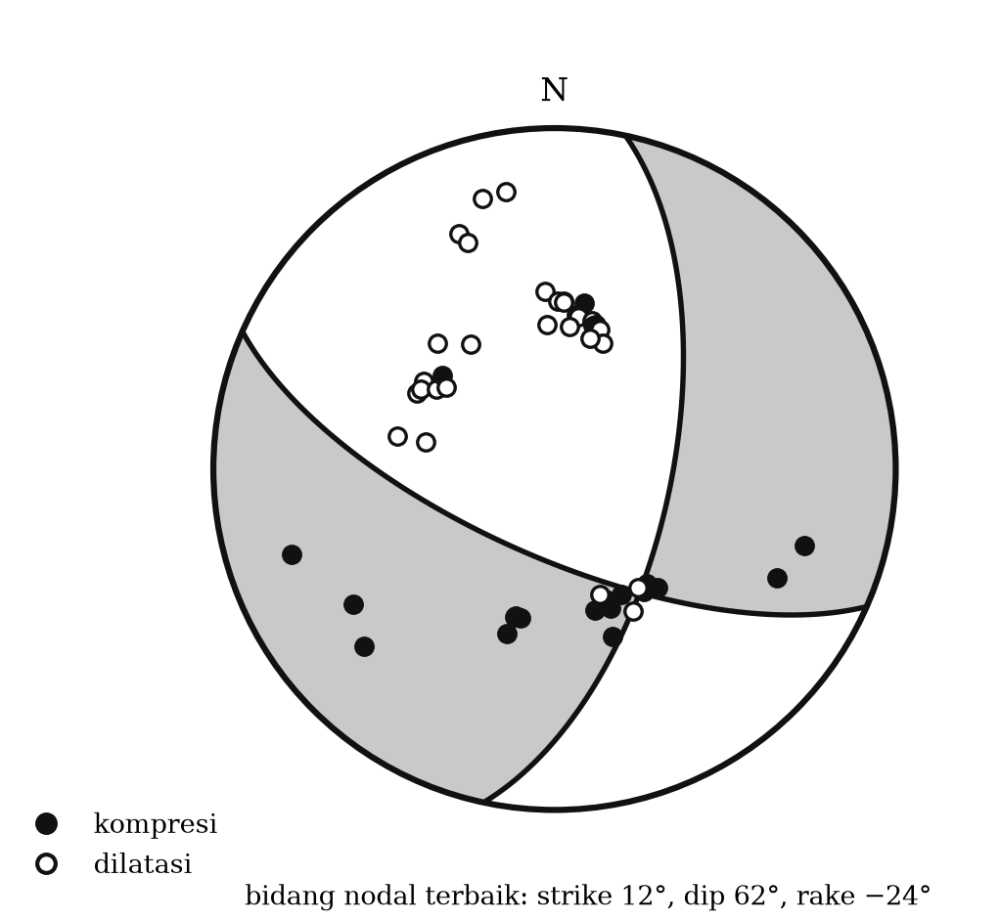 N
kompresi
dilatasi
bidang nodal terbaik: strike 12°, dip 62°, rake −24°